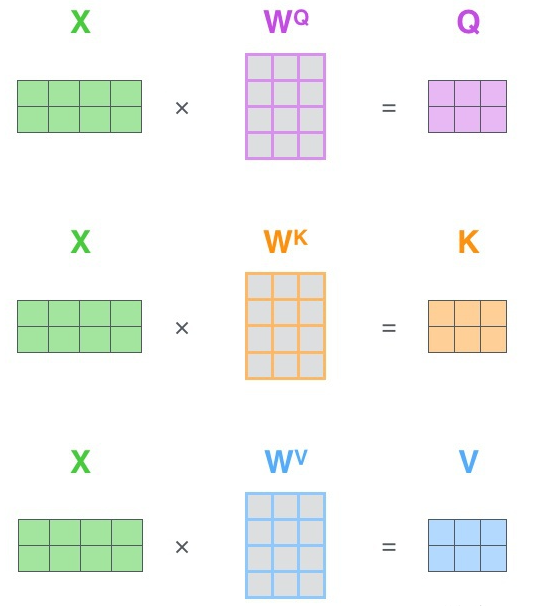 X W^Q Q
× =
X W^K K
× =
X W^V V
× =